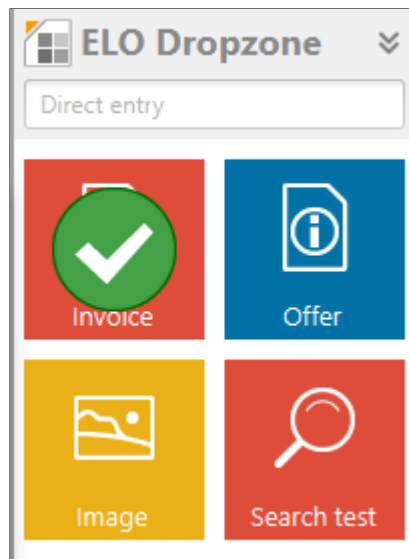 ELO Dropzone
Direct entry
Invoice
Offer
Image
Search test